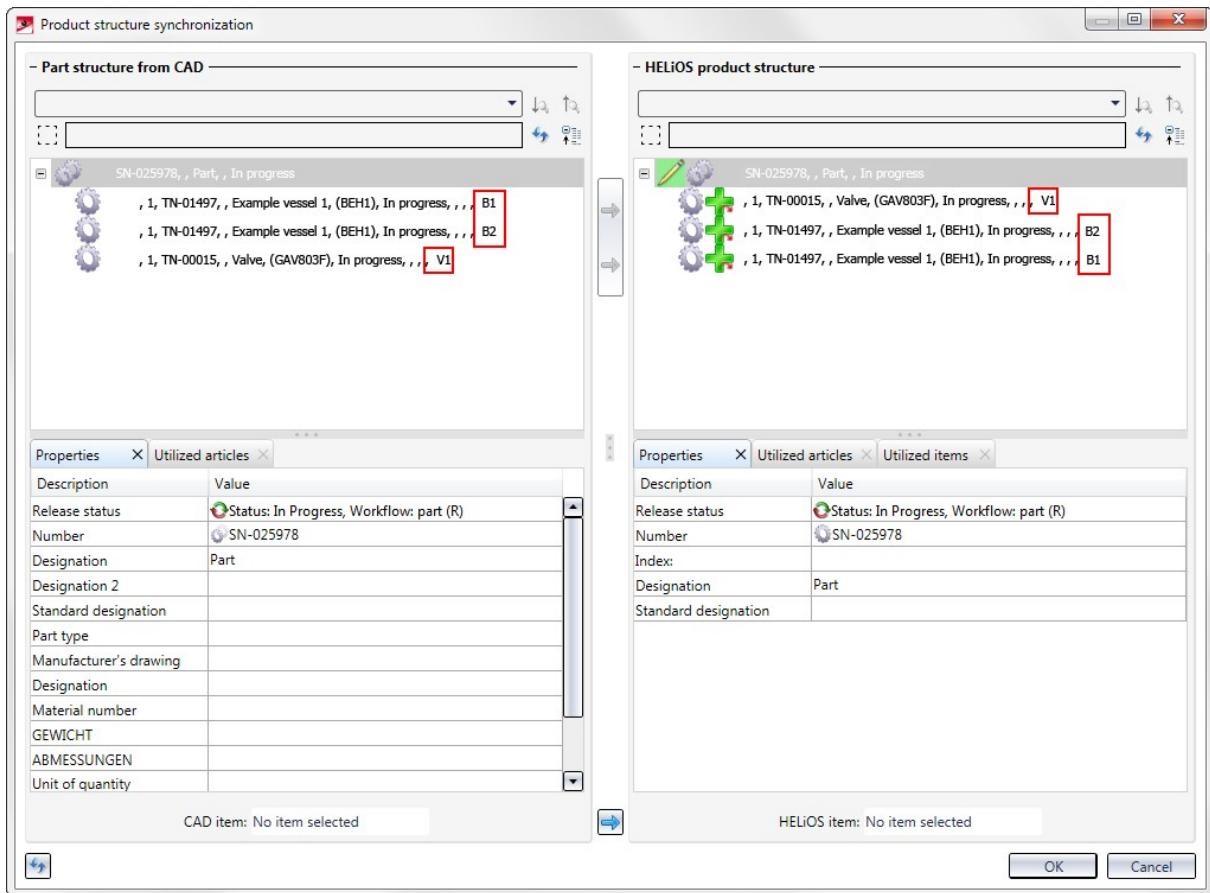 Product structure synchronization
Part structure from CAD
SN-025978, , Part, , In progress
, 1, TN-01497, , Example vessel 1, (BEH1), In progress, , , , B1
, 1, TN-01497, , Example vessel 1, (BEH1), In progress, , , , B2
, 1, TN-00015, , Valve, (GAV803F), In progress, , , , V1
Properties Utilized articles
Description Value
Release status Status: In Progress, Workflow: part (R)
Number SN-025978
Designation Part
Designation 2
Standard designation
Part type
Manufacturer's drawing
Designation
Material number
GEWICHT
ABMESSUNGEN
Unit of quantity
CAD item: No item selected
HELiOS product structure
SN-025978, , Part, , In progress
, 1, TN-00015, , Valve, (GAV803F), In progress, , , , V1
, 1, TN-01497, , Example vessel 1, (BEH1), In progress, , , , B2
, 1, TN-01497, , Example vessel 1, (BEH1), In progress, , , , B1
Properties Utilized articles Utilized items
Description Value
Release status Status: In Progress, Workflow: part (R)
Number SN-025978
Index:
Designation Part
Standard designation
HELiOS item: No item selected
OK Cancel